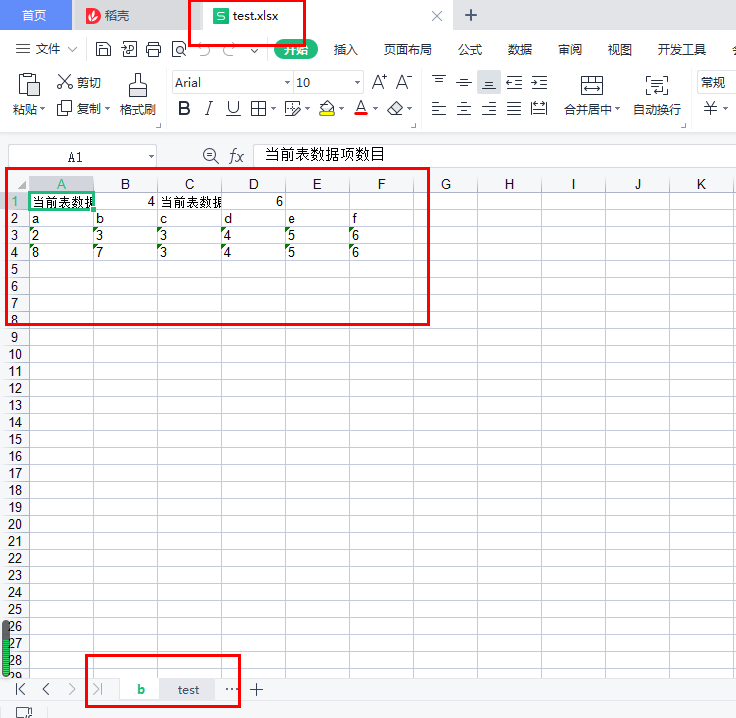 首页 稻壳 S test.xlsx
文件 开始 插入 页面布局 公式 数据 审阅 视图 开发工具
剪切 Arial 10 A+ A- 常规
粘贴 复制 格式刷 B I U A 合并居中 自动换行 ¥
A1 fx 当前表数据项数目
A B C D E F G H I J K
1 当前表数据 4 当前表数据 6
2 a b c d e f
3 2 3 3 4 5 6
4 8 7 3 4 5 6
5
6
7
8
9
10
11
12
13
14
15
16
17
18
19
20
21
22
23
24
25
26
27
28
29
b test ··· +